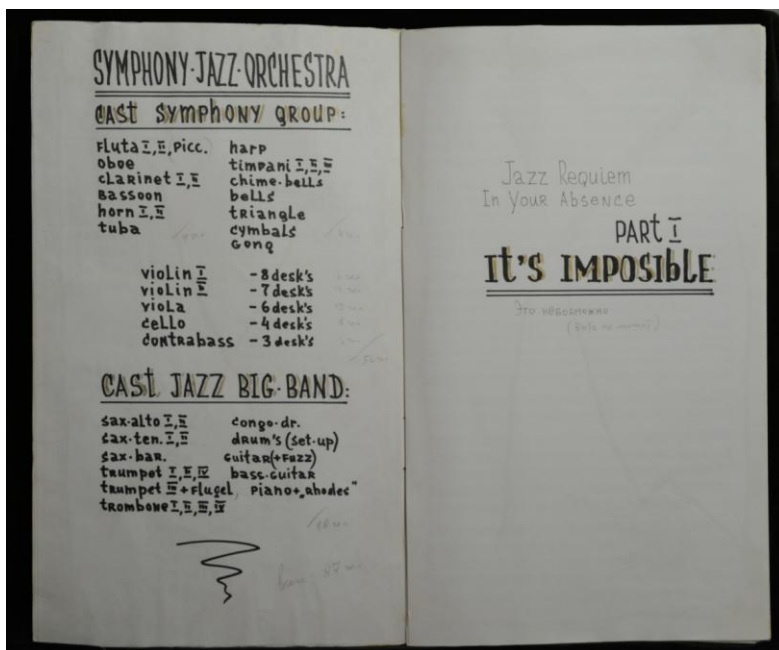 SYMPHONY·JAZZ·ORCHESTRA
CAST SYMPHONY GROUP:
FLUTA I, II, PICC. HARP
OBOE TIMPANI I, II, III
CLARINET I, II CHIME·BELLS
BASSOON BELLS
HORN I, II TRIANGLE
TUBA CYMBALS
GONG
VIOLIN I – 8 DESK'S
VIOLIN II – 7 DESK'S
VIOLA – 6 DESK'S
CELLO – 4 DESK'S
CONTRABASS – 3 DESK'S
CAST JAZZ BIG·BAND:
SAX·ALTO I, II CONGO·DR.
SAX·TEN. I, II DRUM'S (SET·UP)
SAX·BAR. GUITAR (+FUZZ)
TRUMPET I, II, IV BASS·GUITAR
TRUMPET III + FLUGEL, PIANO + „RHODES"
TROMBONE I, II, III, IV
Jazz Requiem
In Your Absence
PART I
IT'S IMPOSIBLE
Это невозможно